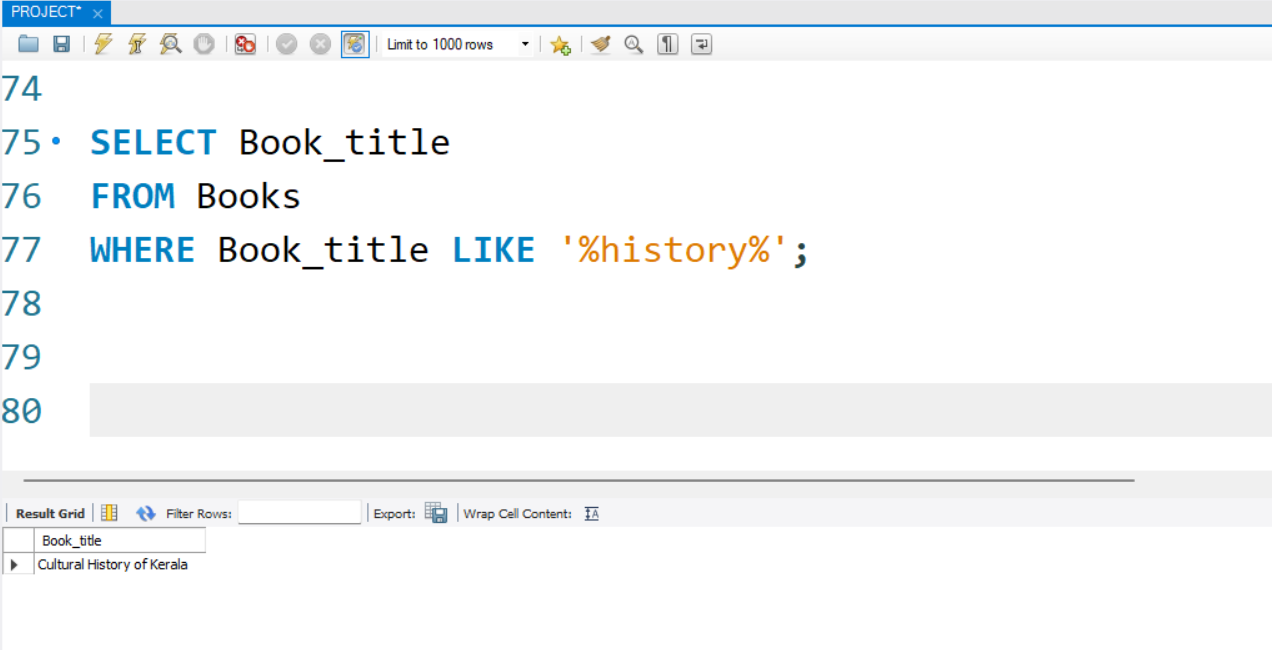 PROJECT*
Limit to 1000 rows
74
75 SELECT Book_title
76 FROM Books
77 WHERE Book_title LIKE '%history%';
78
79
80
Result Grid Filter Rows: Export: Wrap Cell Content:
Book_title
Cultural History of Kerala